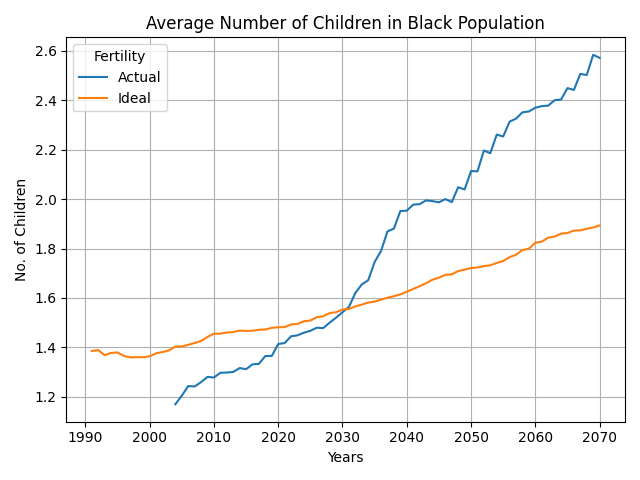 Average Number of Children in Black Population
Fertility
Actual
Ideal
No. of Children
2.6
2.4
2.2
2.0
1.8
1.6
1.4
1.2
1990 2000 2010 2020 2030 2040 2050 2060 2070
Years